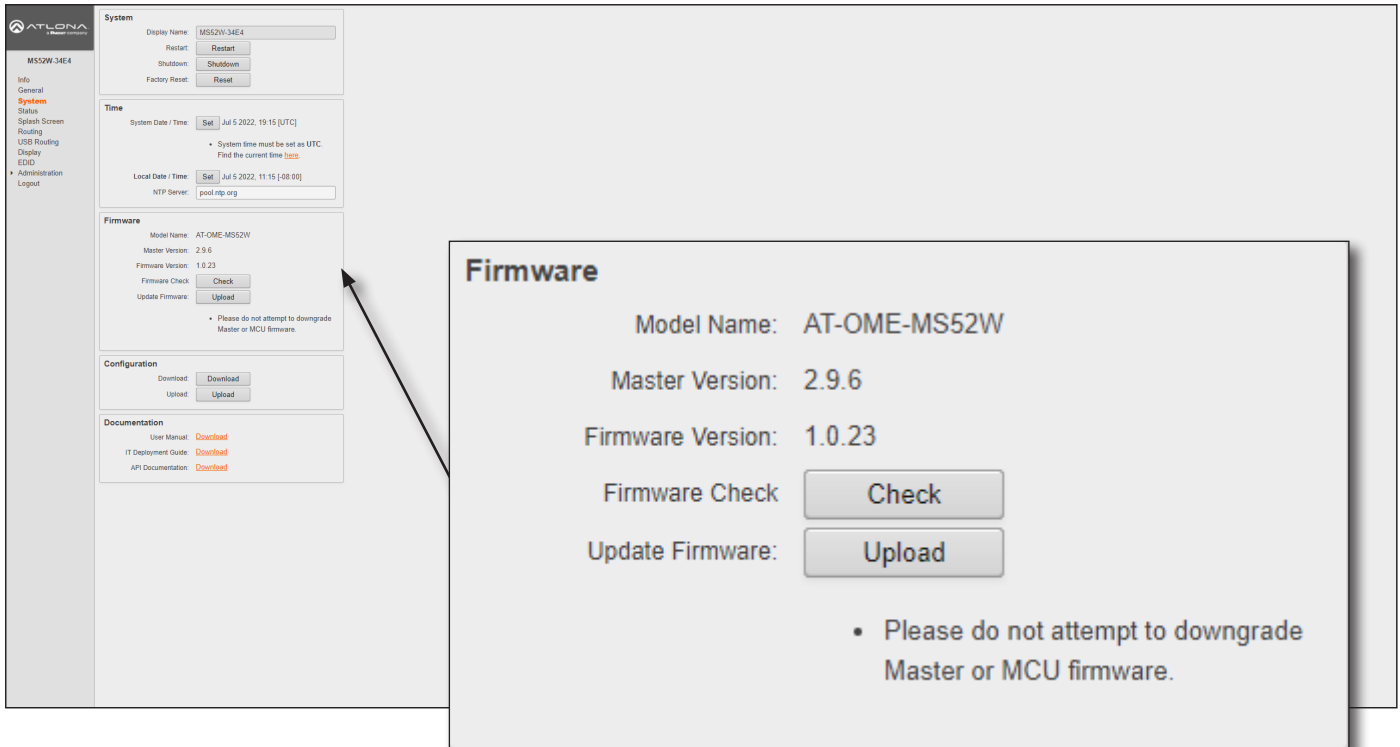 ATLONA
a Panduit company
MS52W-34E4
Info
General
System
Status
Splash Screen
Routing
USB Routing
Display
EDID
Administration
Logout
System
Display Name: MS52W-34E4
Restart: Restart
Shutdown: Shutdown
Factory Reset: Reset
Time
System Date / Time: Set Jul 5 2022, 19:15 [UTC]
• System time must be set as UTC.
Find the current time here.
Local Date / Time: Set Jul 5 2022, 11:15 [-08:00]
NTP Server: pool.ntp.org
Firmware
Model Name: AT-OME-MS52W
Master Version: 2.9.6
Firmware Version: 1.0.23
Firmware Check Check
Update Firmware: Upload
• Please do not attempt to downgrade
Master or MCU firmware.
Configuration
Download: Download
Upload: Upload
Documentation
User Manual: Download
IT Deployment Guide: Download
API Documentation: Download
Firmware
Model Name: AT-OME-MS52W
Master Version: 2.9.6
Firmware Version: 1.0.23
Firmware Check Check
Update Firmware: Upload
• Please do not attempt to downgrade
Master or MCU firmware.